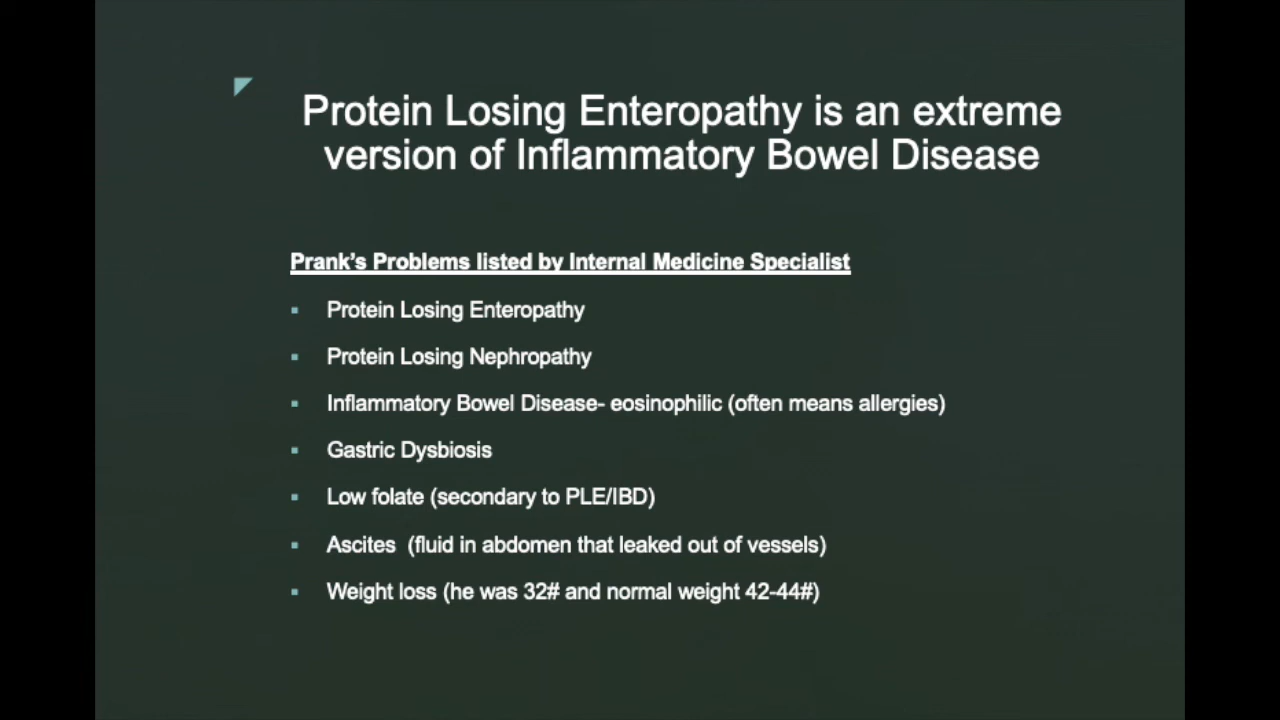 Protein Losing Enteropathy is an extreme
version of Inflammatory Bowel Disease
Prank's Problems listed by Internal Medicine Specialist
▪ Protein Losing Enteropathy
▪ Protein Losing Nephropathy
▪ Inflammatory Bowel Disease- eosinophilic (often means allergies)
▪ Gastric Dysbiosis
▪ Low folate (secondary to PLE/IBD)
▪ Ascites  (fluid in abdomen that leaked out of vessels)
▪ Weight loss (he was 32# and normal weight 42-44#)